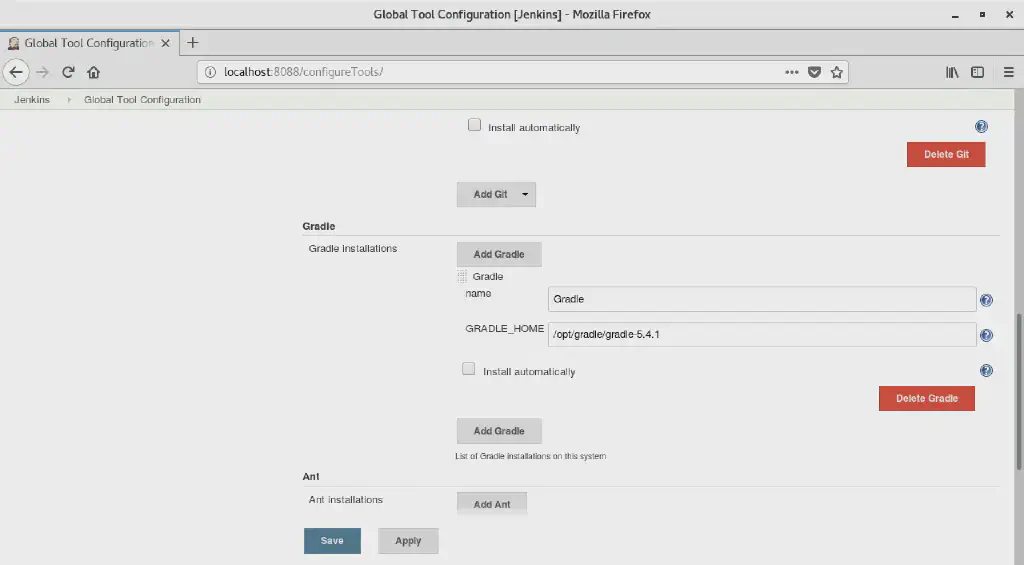 Global Tool Configuration [Jenkins] - Mozilla Firefox
Global Tool Configuration
localhost:8088/configureTools/
Jenkins Global Tool Configuration
Install automatically
Delete Git
Add Git
Gradle
Gradle installations
Add Gradle
Gradle
name
Gradle
GRADLE_HOME
/opt/gradle/gradle-5.4.1
Install automatically
Delete Gradle
Add Gradle
List of Gradle installations on this system
Ant
Ant installations
Add Ant
Save
Apply